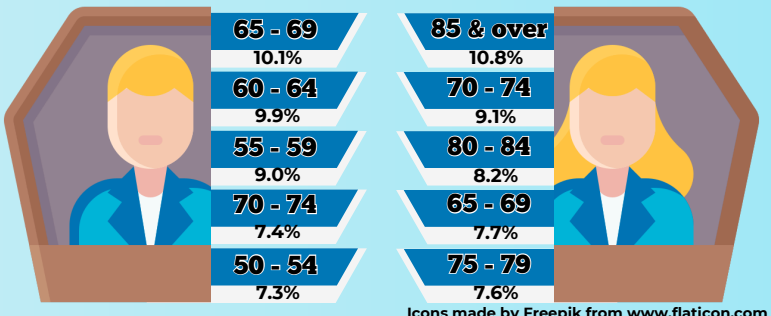 65 - 69
10.1%
60 - 64
9.9%
55 - 59
9.0%
70 - 74
7.4%
50 - 54
7.3%
85 & over
10.8%
70 - 74
9.1%
80 - 84
8.2%
65 - 69
7.7%
75 - 79
7.6%
Icons made by Freepik from www.flaticon.com